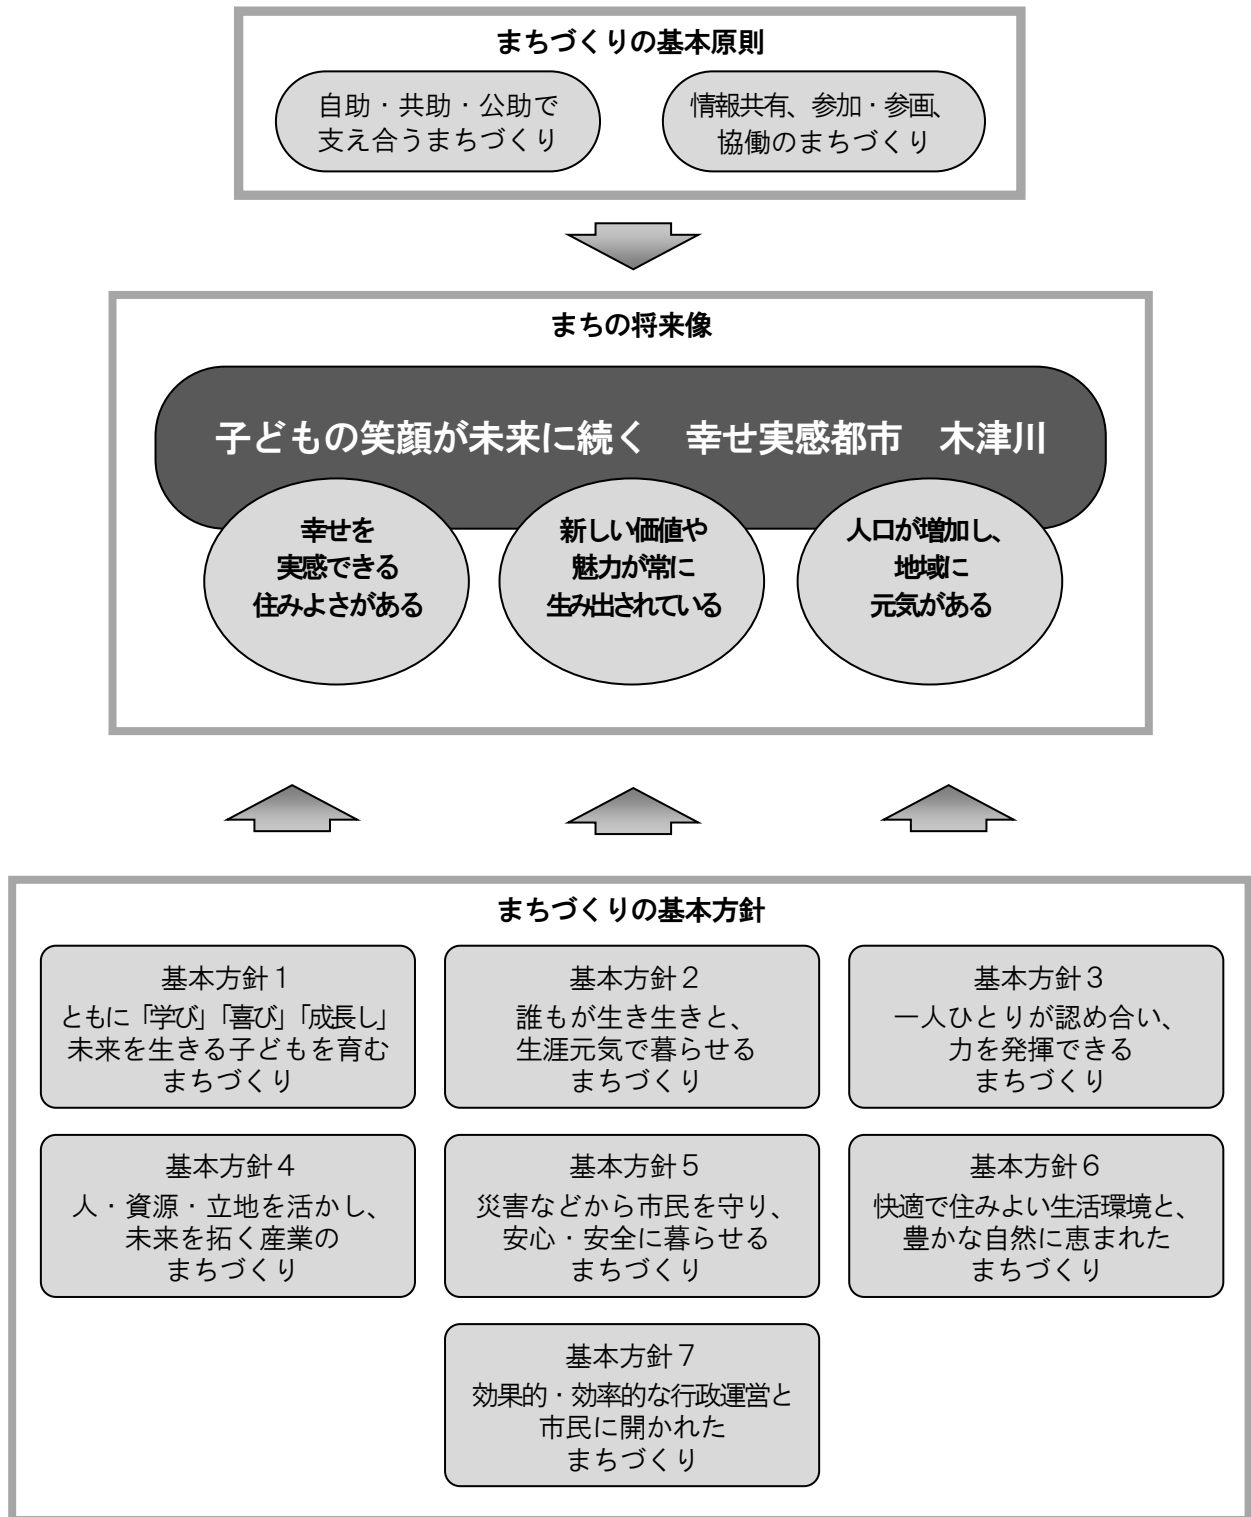 まちづくりの基本原則
自助・共助・公助で
支え合うまちづくり
情報共有、参加・参画、
協働のまちづくり
まちの将来像
子どもの笑顔が未来に続く　幸せ実感都市　木津川
幸せを
実感できる
住みよさがある
新しい価値や
魅力が常に
生み出されている
人口が増加し、
地域に
元気がある
まちづくりの基本方針
基本方針１
ともに「学び」「喜び」「成長し」
未来を生きる子どもを育む
まちづくり
基本方針２
誰もが生き生きと、
生涯元気で暮らせる
まちづくり
基本方針３
一人ひとりが認め合い、
力を発揮できる
まちづくり
基本方針４
人・資源・立地を活かし、
未来を拓く産業の
まちづくり
基本方針５
災害などから市民を守り、
安心・安全に暮らせる
まちづくり
基本方針６
快適で住みよい生活環境と、
豊かな自然に恵まれた
まちづくり
基本方針７
効果的・効率的な行政運営と
市民に開かれた
まちづくり